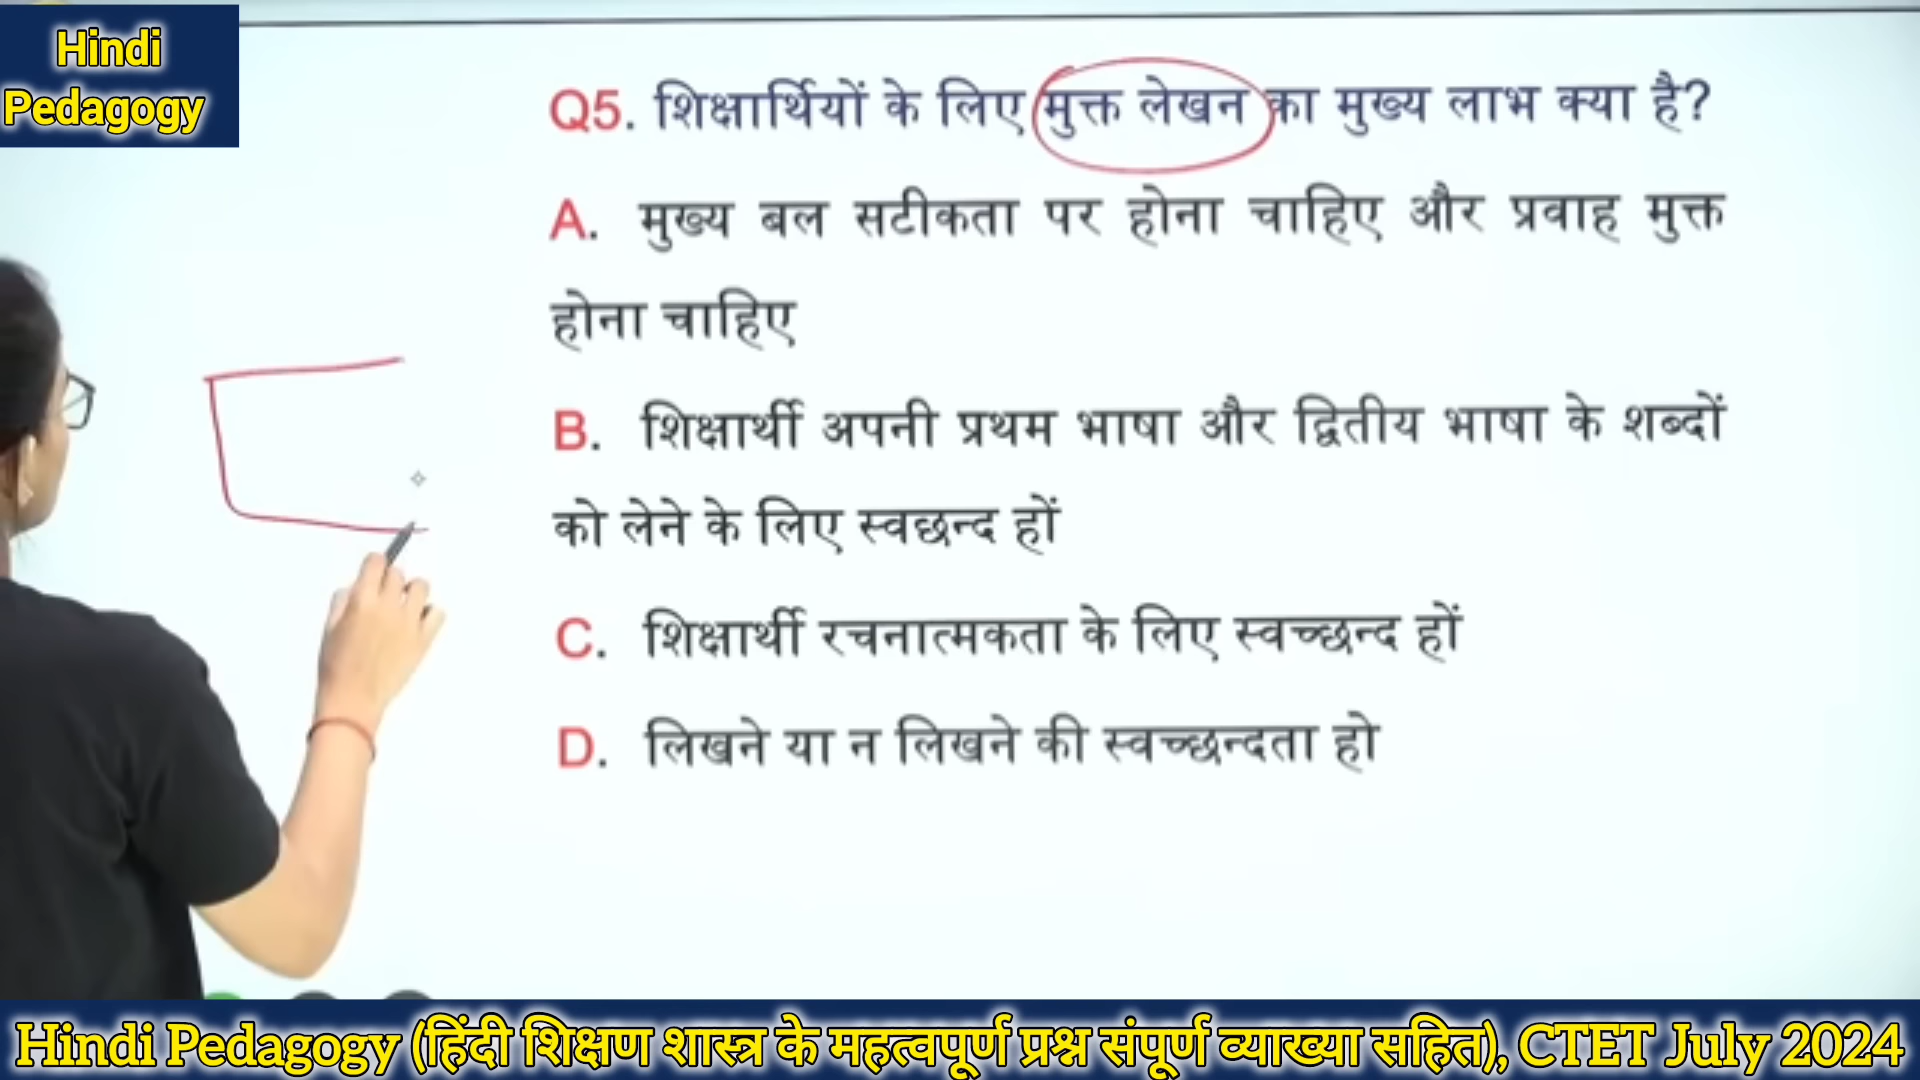 Hindi
Pedagogy
Q5. शिक्षार्थियों के लिए मुक्त लेखन का मुख्य लाभ क्या है?
A. मुख्य बल सटीकता पर होना चाहिए और प्रवाह मुक्त
होना चाहिए
B. शिक्षार्थी अपनी प्रथम भाषा और द्वितीय भाषा के शब्दों
को लेने के लिए स्वछन्द हों
C. शिक्षार्थी रचनात्मकता के लिए स्वच्छन्द हों
D. लिखने या न लिखने की स्वच्छन्दता हो
Hindi Pedagogy (हिंदी शिक्षण शास्त्र के महत्वपूर्ण प्रश्न संपूर्ण व्याख्या सहित), CTET July 2024